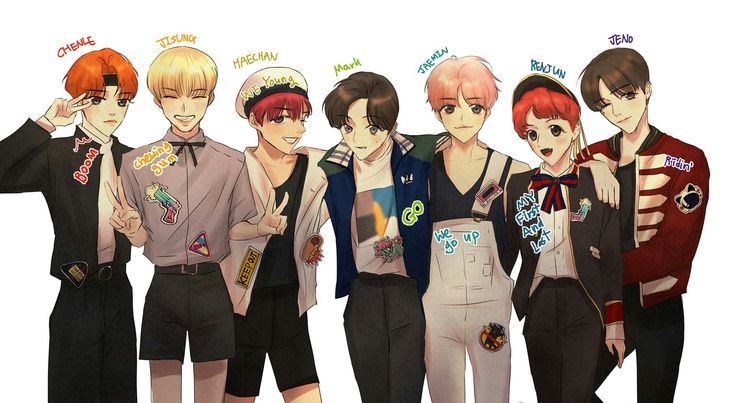 CHENLE
JISUNG
HAECHAN
Mark
JAEMIN
RENJUN
JENO
BOOM
chewing
gum
WE Young
GO
We
go up
My
First
And
Last
Ridin'
KEEPOUT